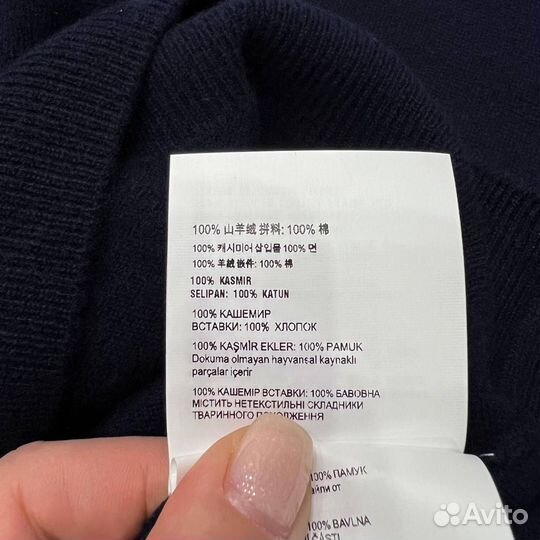 100% 山羊绒 拼料: 100% 棉
100% 캐시미어 삽입물 100% 면
100% 羊絨 嵌件: 100% 棉
100% KASMIR
SELIPAN: 100% KATUN
100% КАШЕМИР
ВСТАВКИ: 100% ХЛОПОК
100% KAŞMİR EKLER: 100% PAMUK
Dokuma olmayan hayvansal kaynaklı
parçalar içerir
100% КАШЕМІР ВСТАВКИ: 100% БАВОВНА
МІСТИТЬ НЕТЕКСТИЛЬНІ СКЛАДНИКИ
ТВАРИННОГО ПОХОДЖЕННЯ
100% ПАМУК
100% BAVLNA
ČÁSTI
Avito